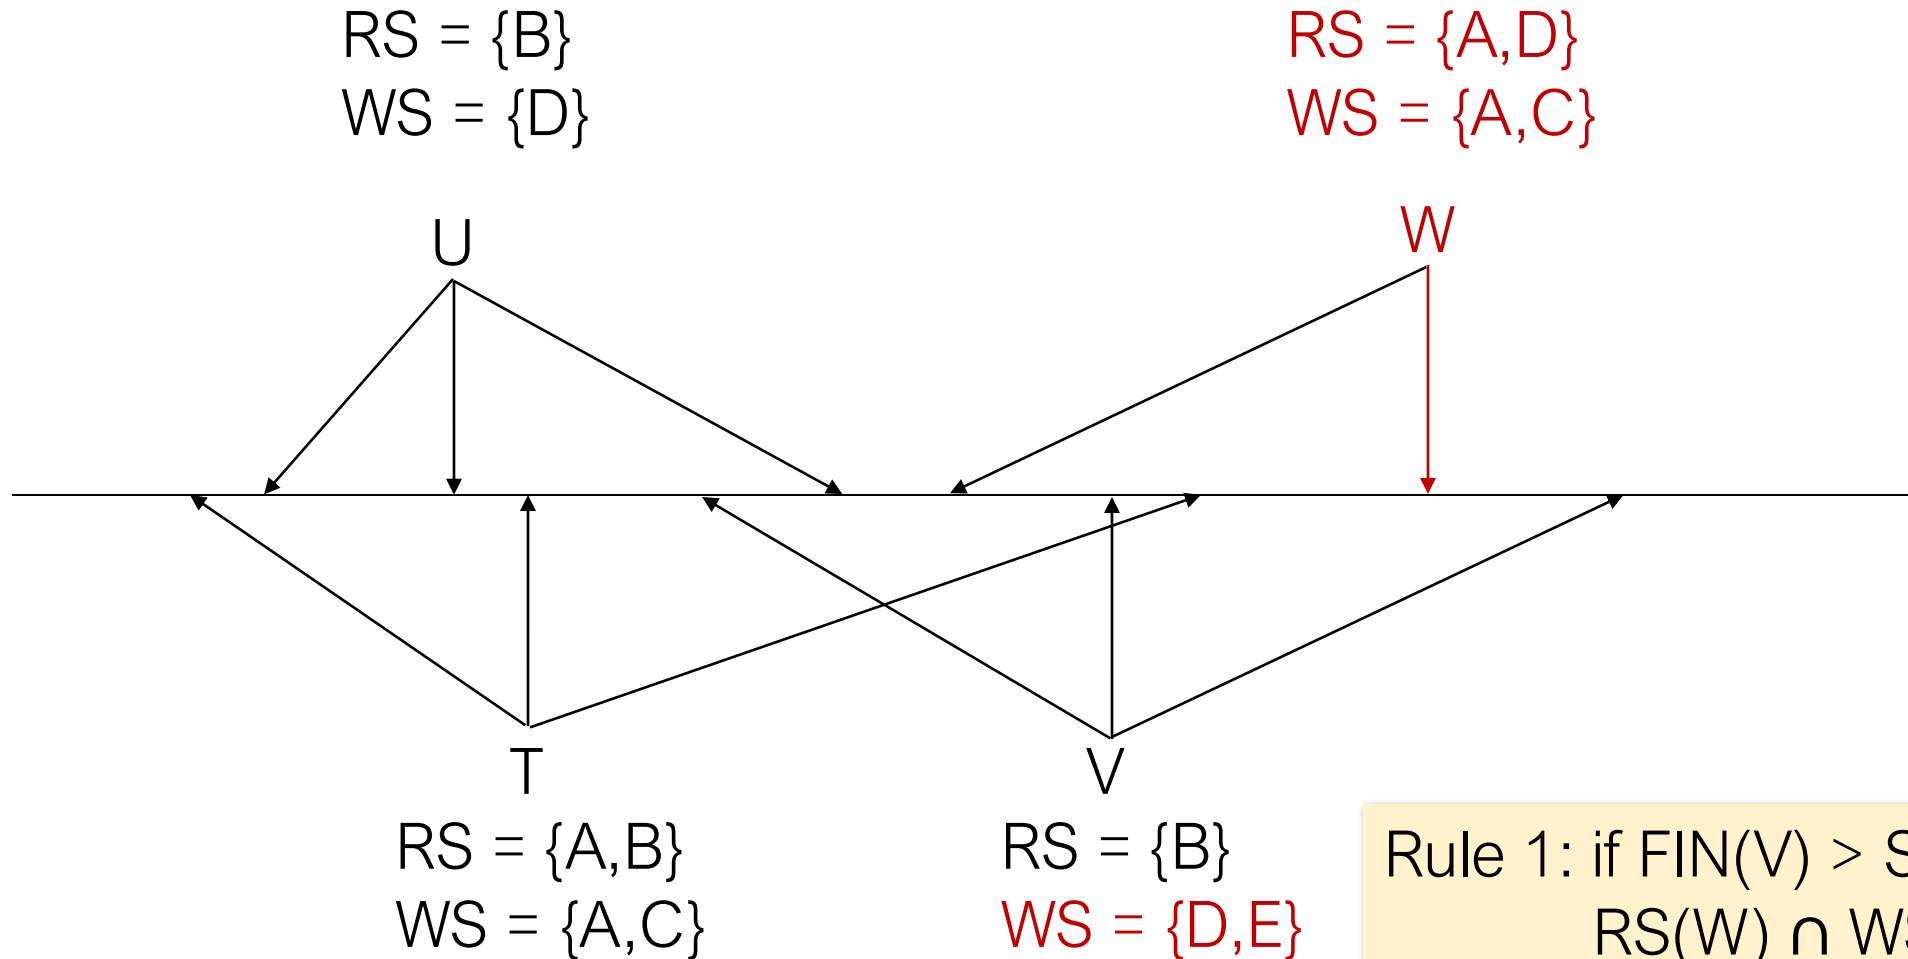 RS = {B}
WS = {D}
RS = {A,D}
WS = {A,C}
U
W
T
V
RS = {A,B}
WS = {A,C}
RS = {B}
WS = {D,E}
Rule 1: if FIN(V) >
RS(W) ∩